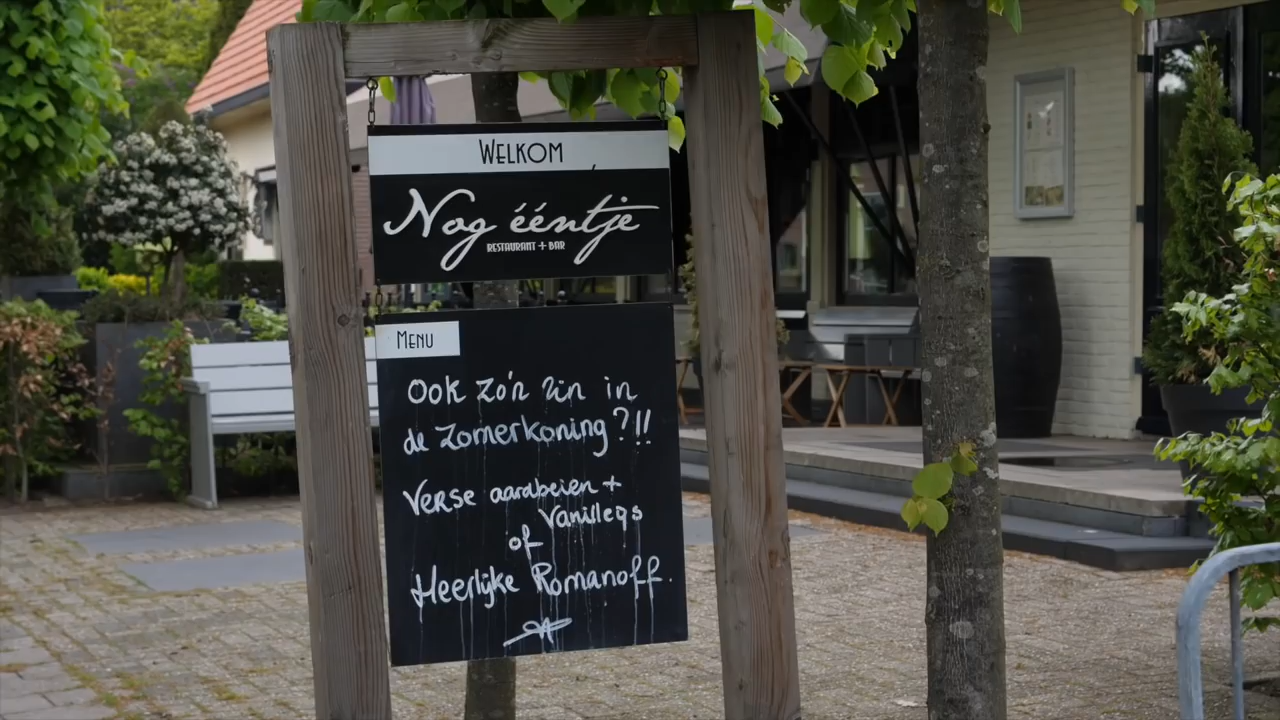 WELKOM
Nog ééntje
RESTAURANT + BAR
MENU
Ook zo'n zin in
de Zomerkoning?!!
Verse aardbeien +
Vanilleijs
of
Heerlijke Romanoff.